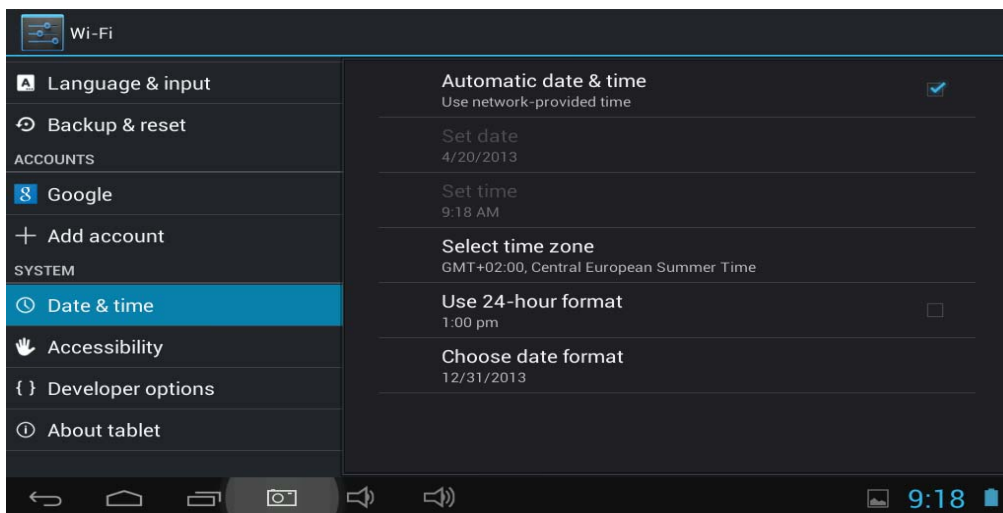 Wi-Fi
Language & input
Backup & reset
ACCOUNTS
Google
Add account
SYSTEM
Date & time
Accessibility
{ } Developer options
About tablet
Automatic date & time
Use network-provided time
Set date
4/20/2013
Set time
9:18 AM
Select time zone
GMT+02:00, Central European Summer Time
Use 24-hour format
1:00 pm
Choose date format
12/31/2013
9:18